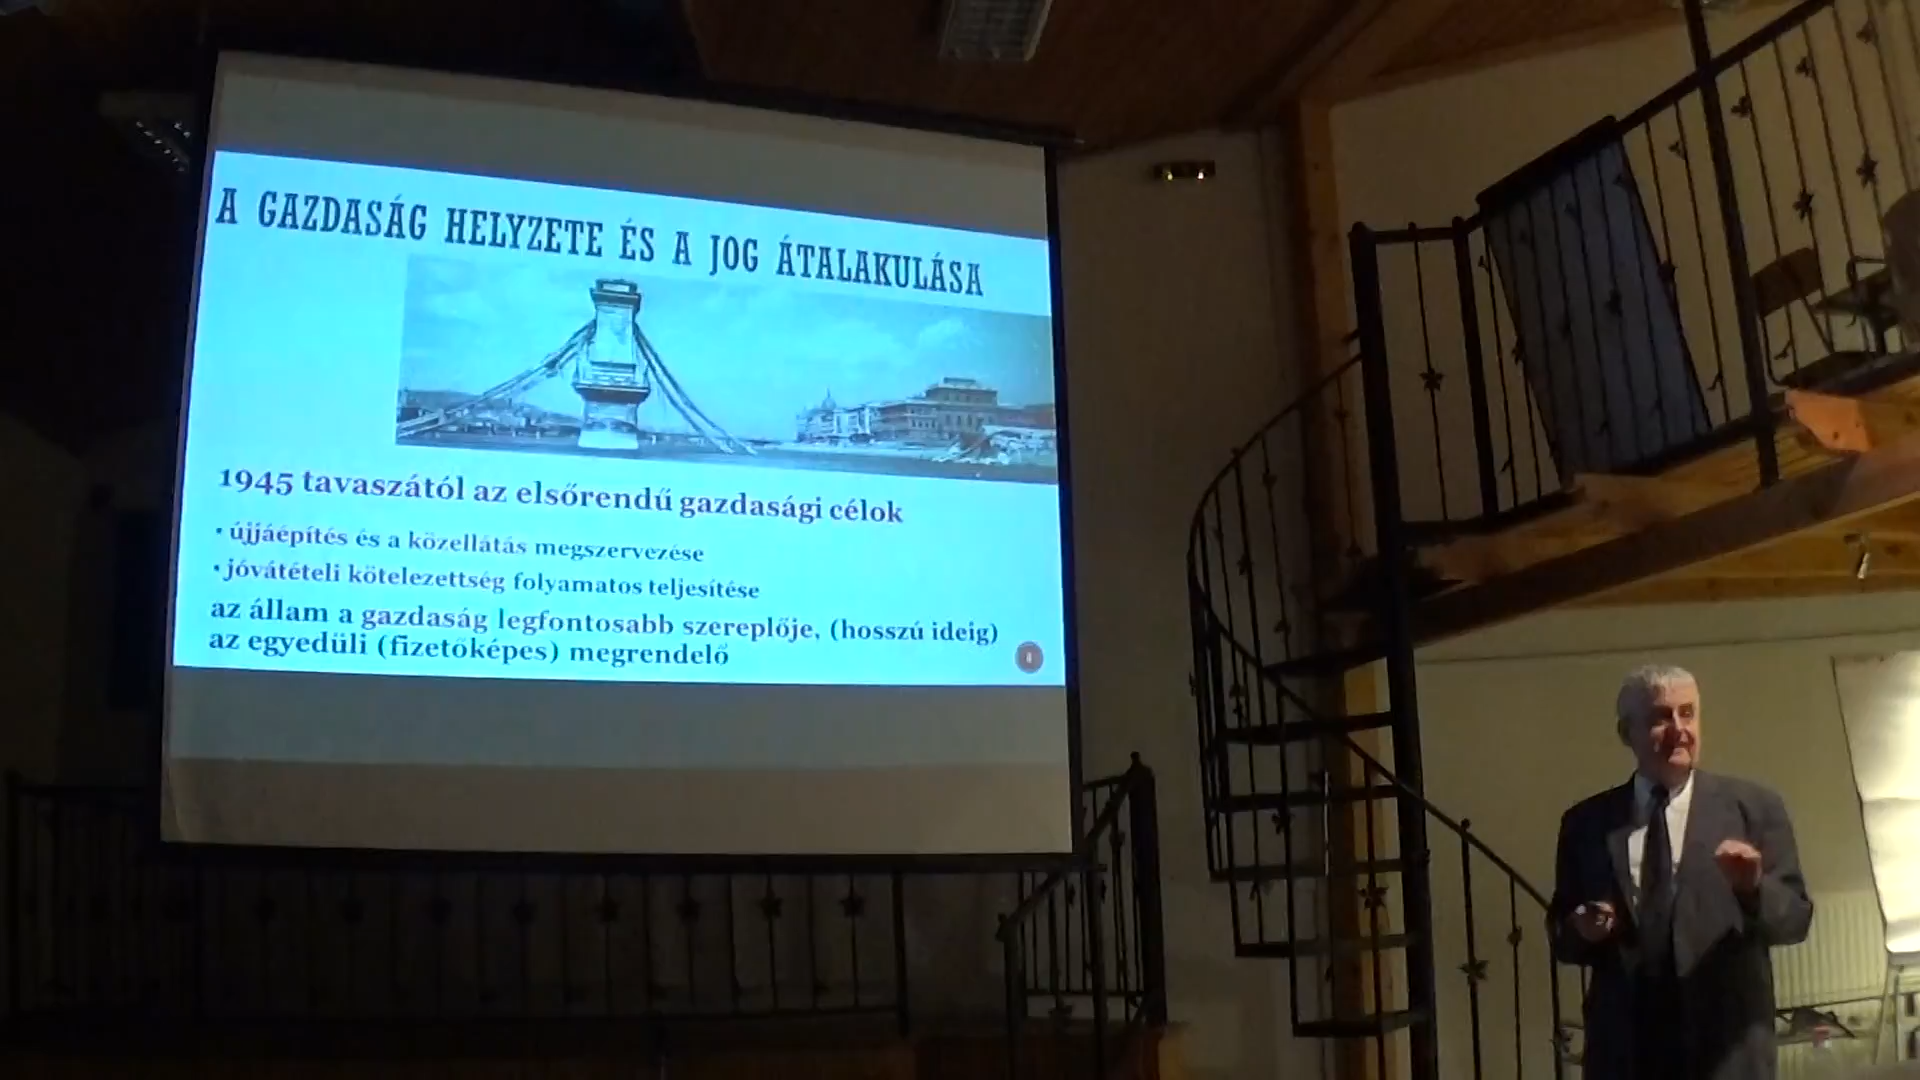 A GAZDASÁG HELYZETE ÉS A JOG ÁTALAKULÁSA
1945 tavaszától az elsőrendű gazdasági célok
• újjáépítés és a közellátás megszervezése
• jóvátételi kötelezettség folyamatos teljesítése
az állam a gazdaság legfontosabb szereplője, (hosszú ideig)
az egyedüli (fizetőképes) megrendelő